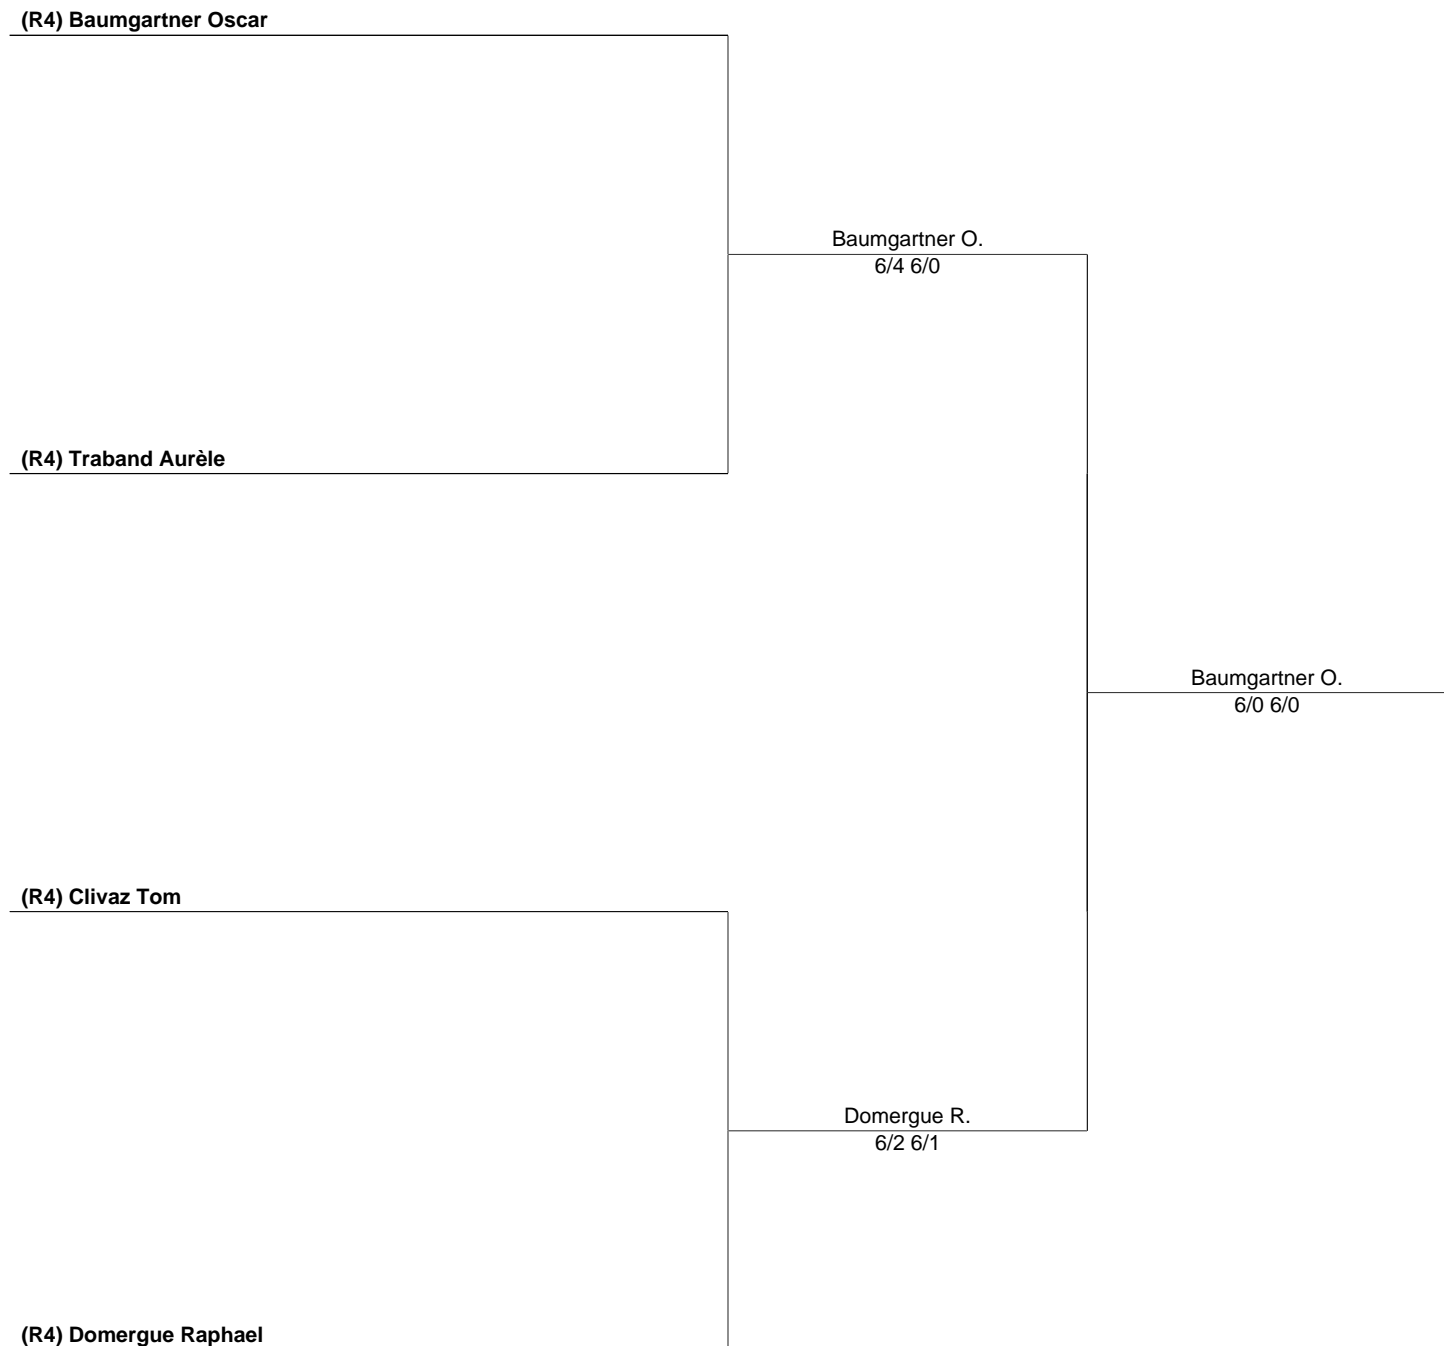 (R4) Baumgartner Oscar
Baumgartner O.
6/4 6/0
(R4) Traband Aurèle
Baumgartner O.
6/0 6/0
(R4) Clivaz Tom
Domergue R.
6/2 6/1
(R4) Domergue Raphael